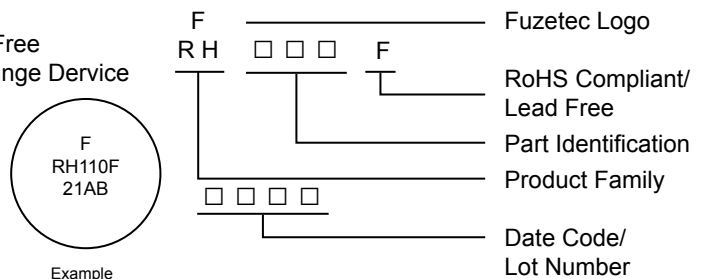 F
Fuzetec Logo
Free
RH □ □ □ F
nge Dervice
RoHS Compliant/
Lead Free
Part Identification
Product Family
F
RH110F
21AB
□ □ □ □
Date Code/
Lot Number
Example